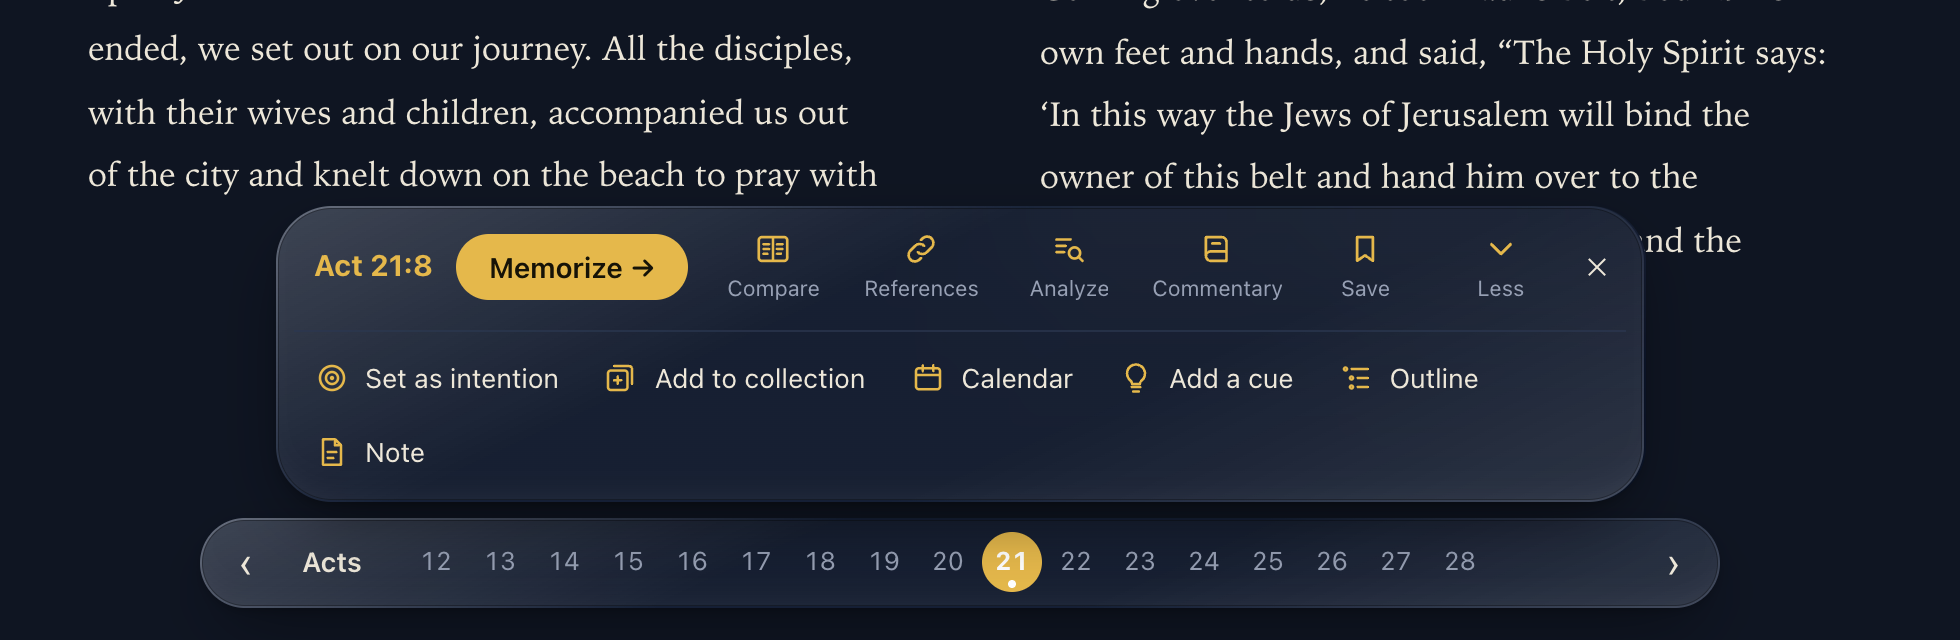 ended, we set out on our journey. All the disciples,
with their wives and children, accompanied us out
of the city and knelt down on the beach to pray with
own feet and hands, and said, “The Holy Spirit says:
‘In this way the Jews of Jerusalem will bind the
owner of this belt and hand him over to the
nd the
Act 21:8
Memorize →
Compare
References
Analyze
Commentary
Save
Less
Set as intention
Add to collection
Calendar
Add a cue
Outline
Note
‹ Acts 12 13 14 15 16 17 18 19 20 21 22 23 24 25 26 27 28 ›